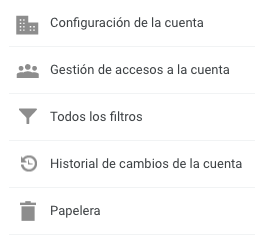 Configuración de la cuenta
Gestión de accesos a la cuenta
Todos los filtros
Historial de cambios de la cuenta
Papelera